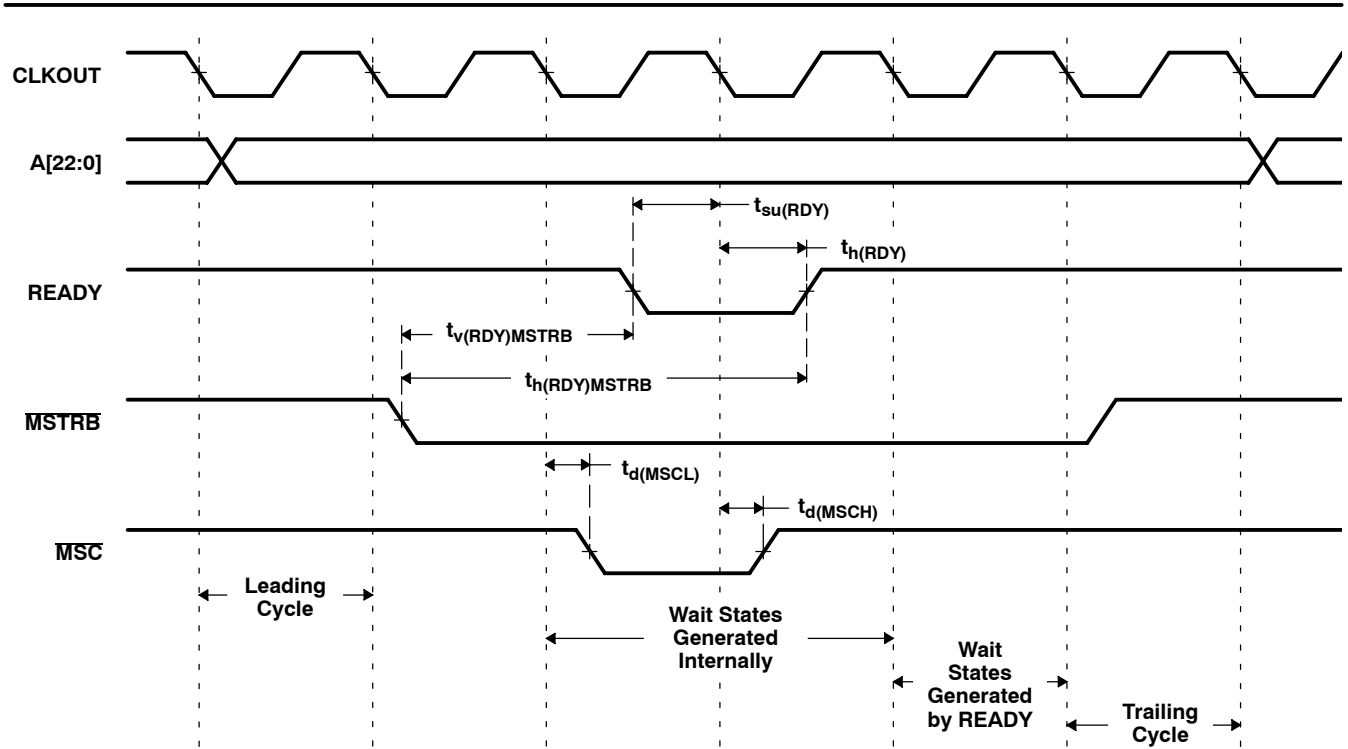 CLKOUT
A[22:0]
tsu(RDY)
th(RDY)
READY
tv(RDY)MSTRB
th(RDY)MSTRB
MSTRB
td(MSCL)
td(MSCH)
MSC
Leading
Cycle
Wait States
Generated
Internally
Wait
States
Generated
by READY
Trailing
Cycle